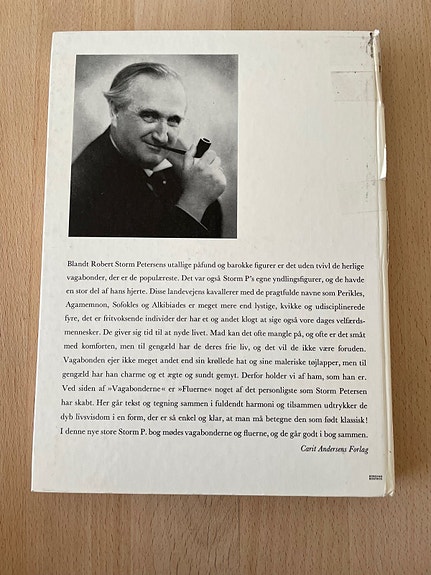 Blandt Robert Storm Petersens utallige påfund og barokke figurer er det uden tvivl de herlige
vagabonder, der er de populæreste. Det var også Storm P's egne yndlingsfigurer, og de havde
en stor del af hans hjerte. Disse landevejens kavallerer med de pragtfulde navne som Perikles,
Agamemnon, Sofokles og Alkibiades er meget mere end lystige, kvikke og udisciplinerede
fyre, det er fritvoksende individer der har et og andet klogt at sige også vore dages velfærds-
mennesker. De giver sig tid til at nyde livet. Mad kan det ofte mangle på, og ofte er det småt
med komforten, men til gengæld har de deres frie liv, og det vil de ikke være foruden.
Vagabonden ejer ikke meget andet end sin krøllede hat og sine maleriske tøjlapper, men til
gengæld har han charme og et ægte og sundt gemyt. Derfor holder vi af ham, som han er.
Ved siden af »Vagabonderne« er »Fluerne« noget af det personligste som Storm Petersen
har skabt. Her går tekst og tegning sammen i fuldendt harmoni og tilsammen udtrykker de
dyb livsvisdom i en form, der er så enkel og klar, at man må betegne den som født klassisk!
I denne nye store Storm P. bog mødes vagabonderne og fluerne, og de går godt i bog sammen.
Carit Andersens Forlag